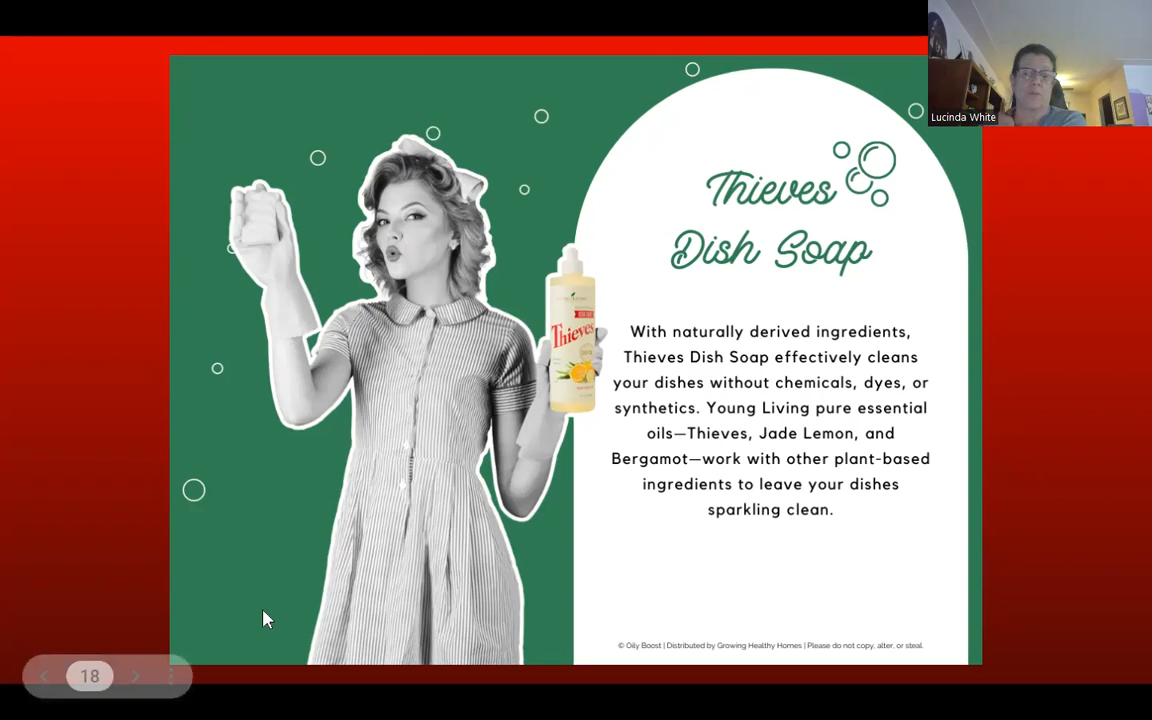 Lucinda White
Thieves
Dish Soap
Thieves
With naturally derived ingredients,
Thieves Dish Soap effectively cleans
your dishes without chemicals, dyes, or
synthetics. Young Living pure essential
oils—Thieves, Jade Lemon, and
Bergamot—work with other plant-based
ingredients to leave your dishes
sparkling clean.
© Oily Boost | Distributed by Growing Healthy Homes | Please do not copy, alter, or steal.
18